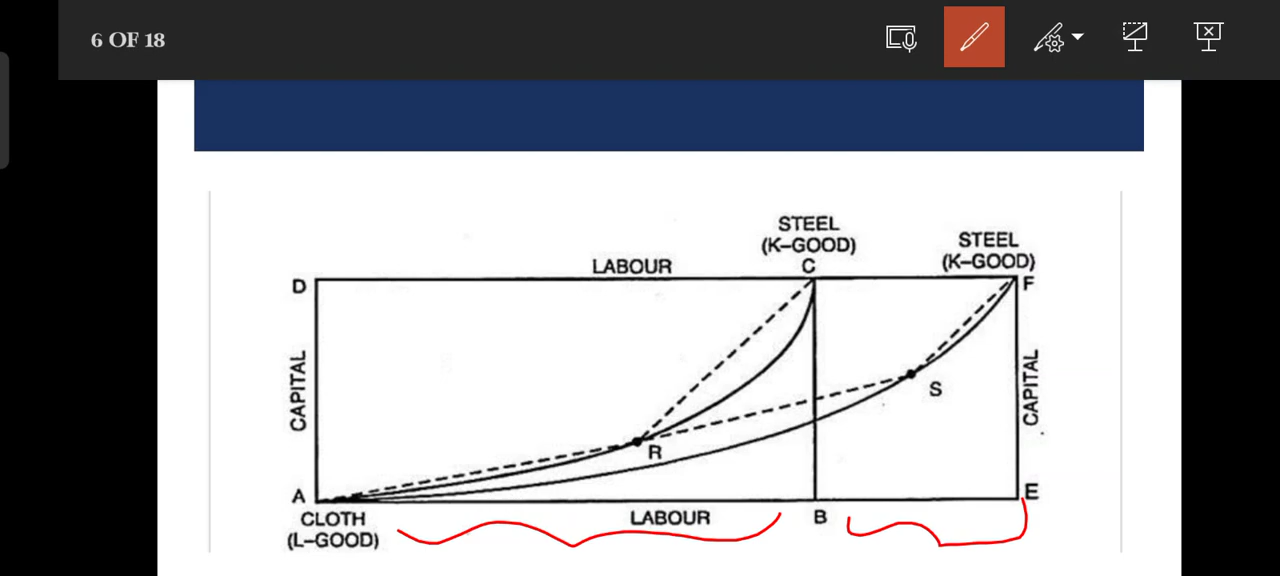 6 OF 18
STEEL
(K–GOOD)
STEEL
(K–GOOD)
LABOUR
C
D
F
CAPITAL
CAPITAL
S
R
A
E
CLOTH
(L–GOOD)
LABOUR
B